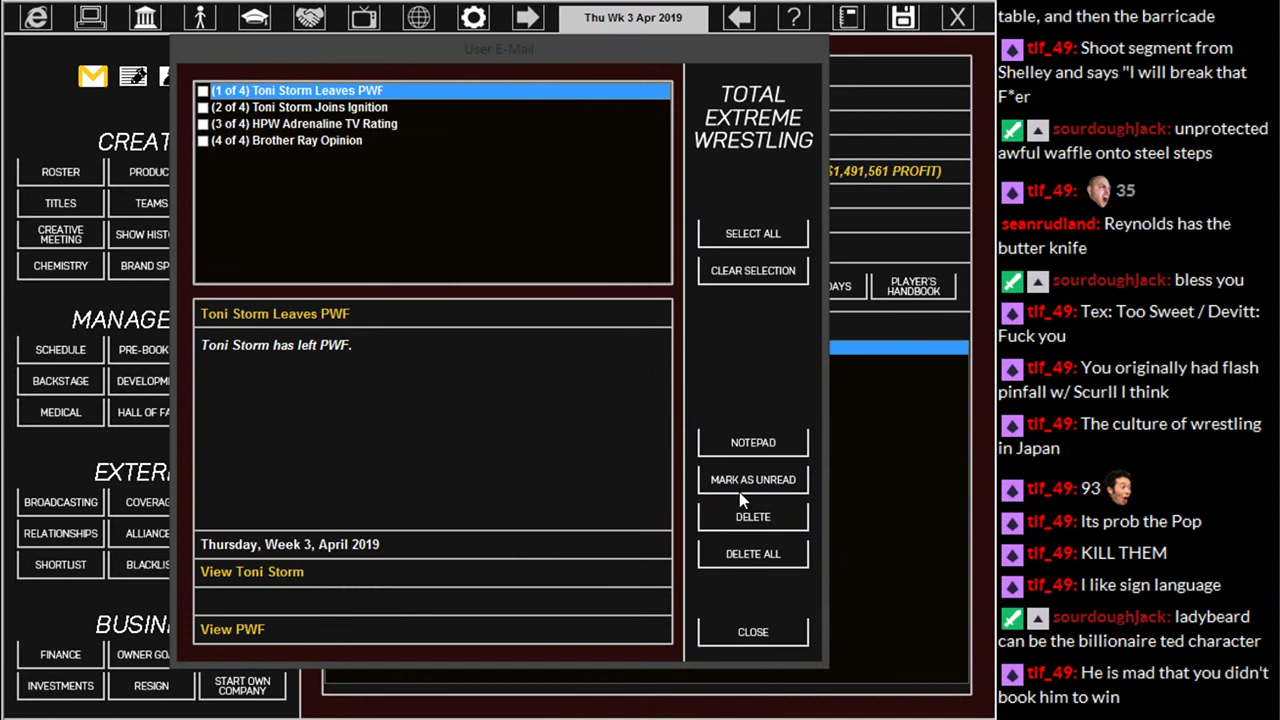 Thu Wk 3 Apr 2019
?
X
User E-Mail
(1 of 4) Toni Storm Leaves PWF
(2 of 4) Toni Storm Joins Ignition
(3 of 4) HPW Adrenaline TV Rating
(4 of 4) Brother Ray Opinion
TOTAL
EXTREME
WRESTLING
SELECT ALL
CLEAR SELECTION
Toni Storm Leaves PWF
Toni Storm has left PWF.
NOTEPAD
MARK AS UNREAD
DELETE
DELETE ALL
CLOSE
Thursday, Week 3, April 2019
View Toni Storm
View PWF
CREA
ROSTER
PRODUC
TITLES
TEAMS
CREATIVE
MEETING
SHOW HIST
CHEMISTRY
BRAND SP
MANAG
SCHEDULE
PRE-BOOK
BACKSTAGE
DEVELOPM
MEDICAL
HALL OF FA
EXTER
BROADCASTING
COVERAG
RELATIONSHIPS
ALLIANC
SHORTLIST
BLACKLIS
BUSIN
FINANCE
OWNER GO
INVESTMENTS
RESIGN
START OWN
COMPANY
$1,491,561 PROFIT)
DAYS
PLAYER'S
HANDBOOK
table, and then the barricade
tlf_49: Shoot segment from
Shelley and says "I will break that
F*er
sourdoughjack: unprotected
awful waffle onto steel steps
tlf_49: 35
seanrudland: Reynolds has the
butter knife
sourdoughjack: bless you
tlf_49: Tex: Too Sweet / Devitt:
Fuck you
tlf_49: You originally had flash
pinfall w/ Scurll I think
tlf_49: The culture of wrestling
in Japan
tlf_49: 93
tlf_49: Its prob the Pop
tlf_49: KILL THEM
tlf_49: I like sign language
sourdoughjack: ladybeard
can be the billionaire ted character
tlf_49: He is mad that you didn't
book him to win